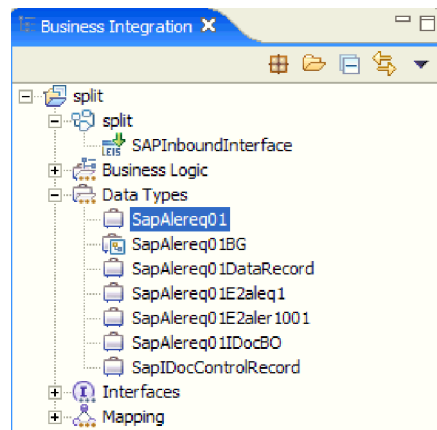 Business Integration
split
split
EIS
SAPInboundInterface
Business Logic
Data Types
SapAlereq01
SapAlereq01BG
SapAlereq01DataRecord
SapAlereq01E2aleq1
SapAlereq01E2aler1001
SapAlereq01IDocBO
SapIDocControlRecord
Interfaces
Mapping